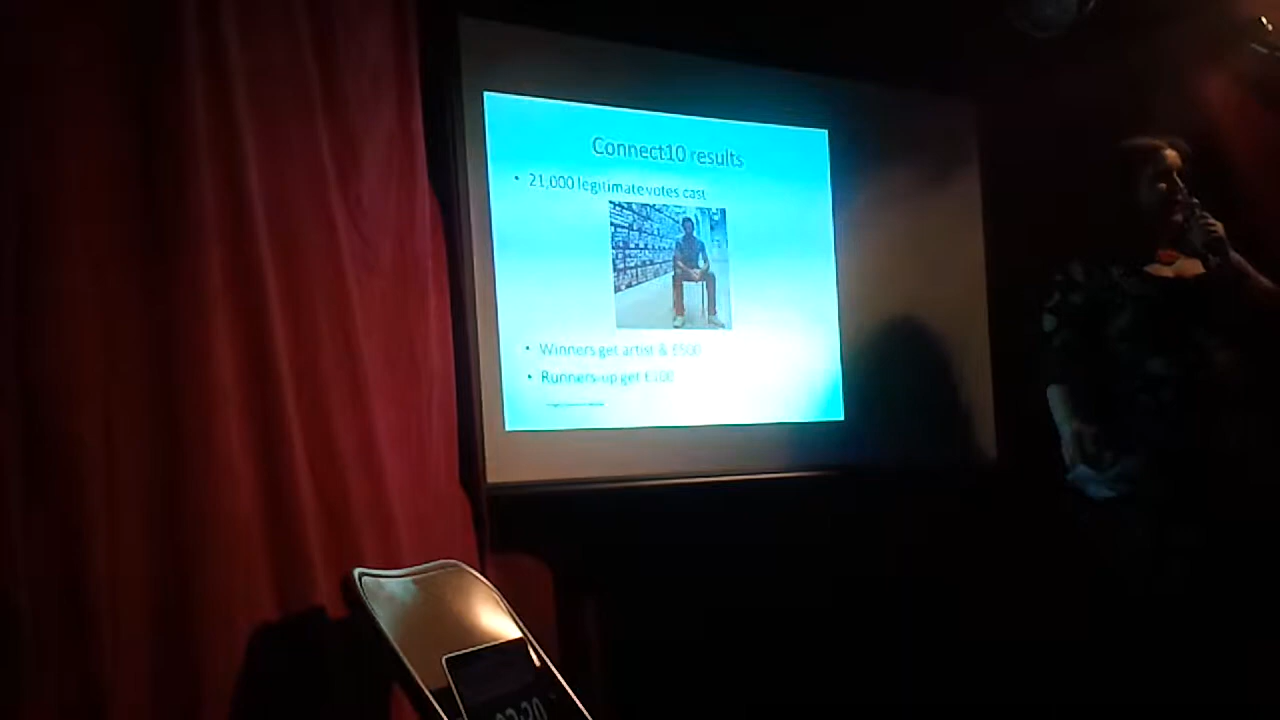 Connect10 results
• 21,000 legitimate votes cast
• Winners get artist & £500
• Runners-up get £100